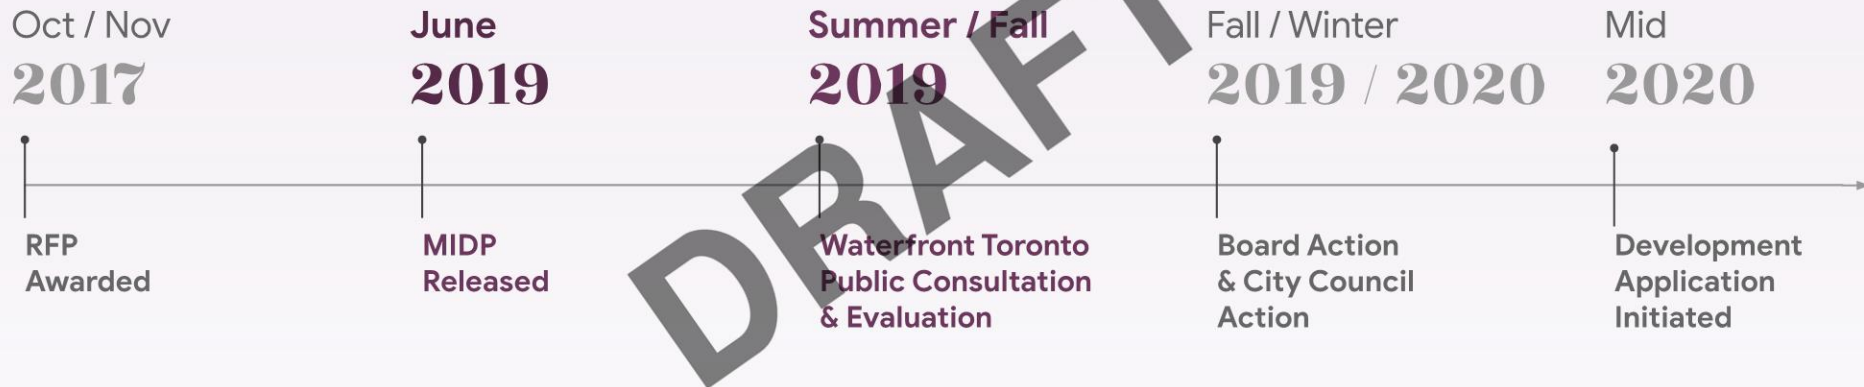 Oct / Nov
2017
RFP
Awarded
June
2019
MIDP
Released
Summer / Fall
2019
Waterfront Toronto
Public Consultation
& Evaluation
Fall / Winter
2019 / 2020
Board Action
& City Council
Action
Mid
2020
Development
Application
Initiated
DRAFT